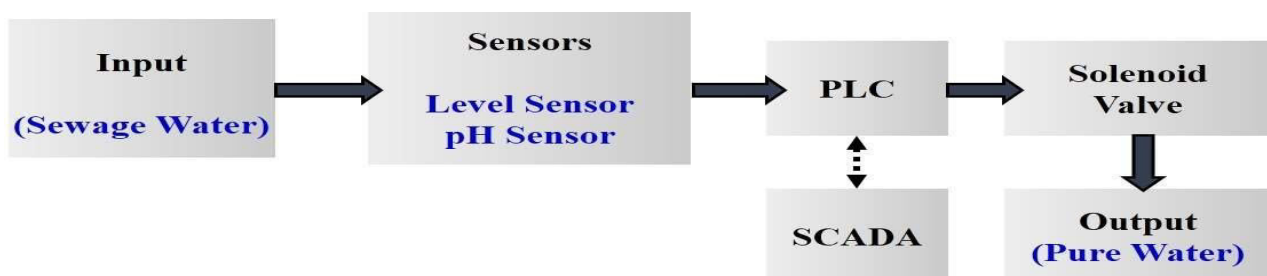 Input
(Sewage Water)
Sensors
Level Sensor
pH Sensor
PLC
SCADA
Solenoid
Valve
Output
(Pure Water)